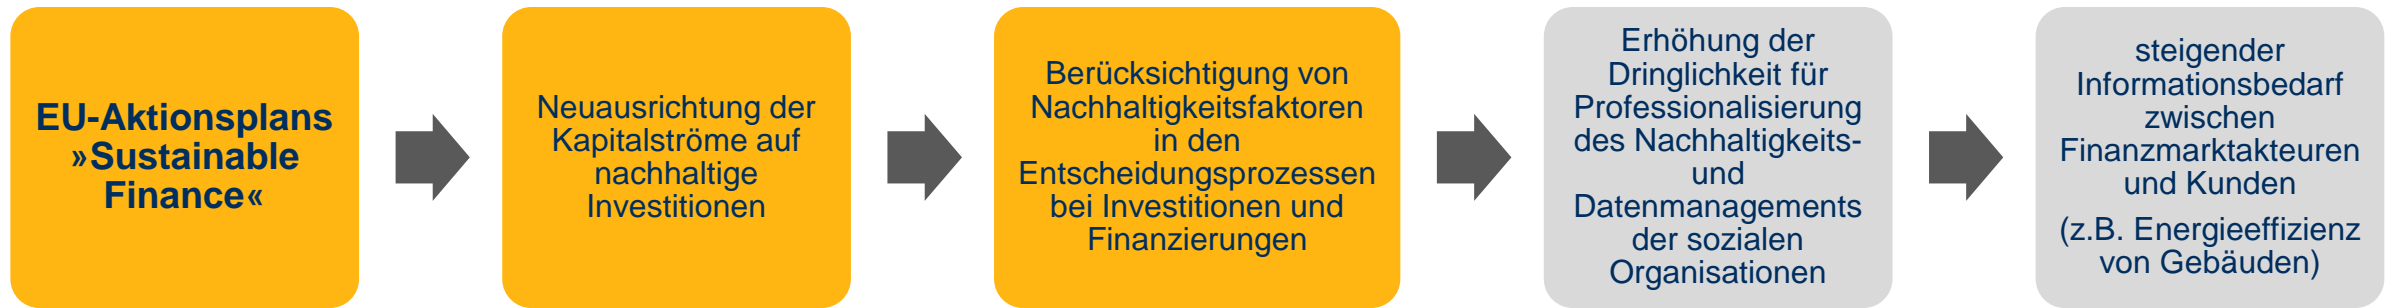 EU-Aktionsplans
»Sustainable
Finance«
Neuausrichtung der
Kapitalströme auf
nachhaltige
Investitionen
Berücksichtigung von
Nachhaltigkeitsfaktoren
in den
Entscheidungsprozessen
bei Investitionen und
Finanzierungen
Erhöhung der
Dringlichkeit für
Professionalisierung
des Nachhaltigkeits-
und
Datenmanagements
der sozialen
Organisationen
steigender
Informationsbedarf
zwischen
Finanzmarktakteuren
und Kunden
(z.B. Energieeffizienz
von Gebäuden)